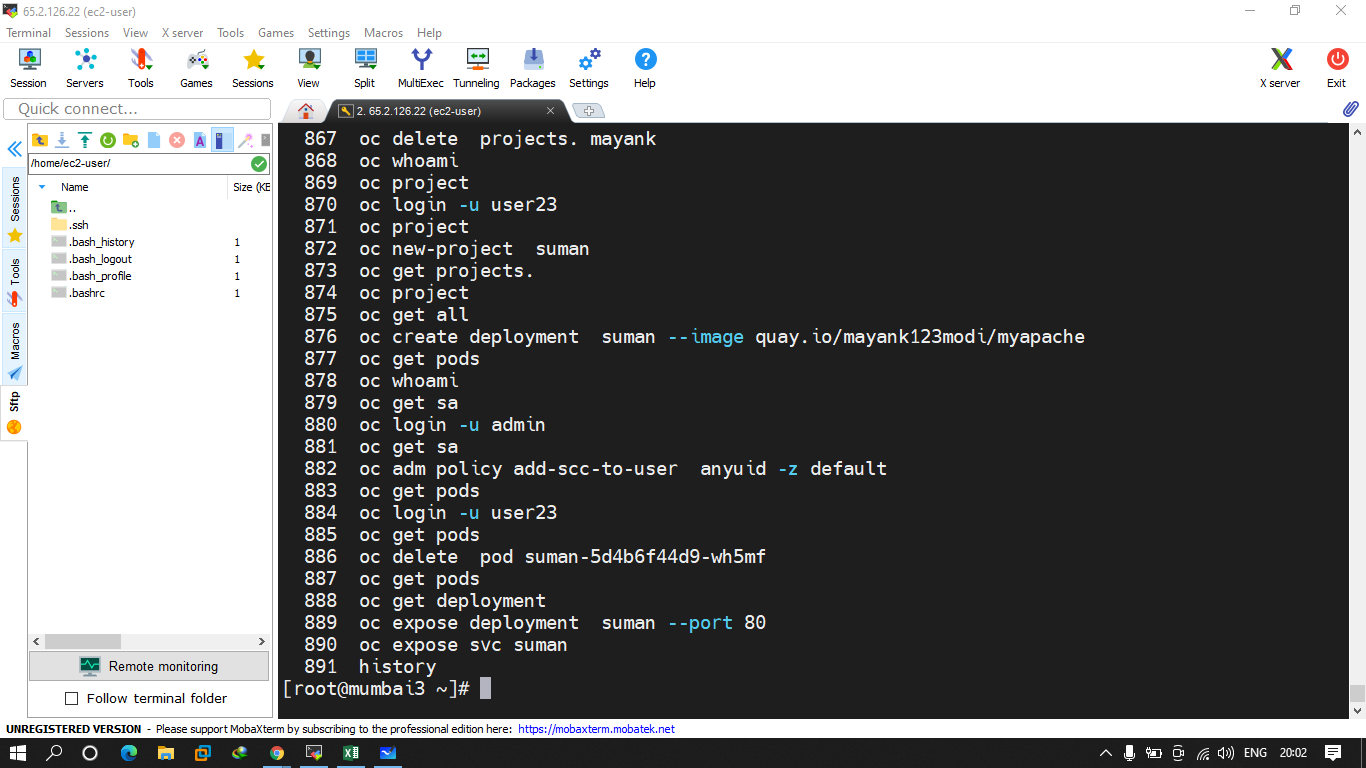 65.2.126.22 (ec2-user)
Terminal Sessions View X server Tools Games Settings Macros Help
Session Servers Tools Games Sessions View Split MultiExec Tunneling Packages Settings Help X server Exit
Quick connect...
2. 65.2.126.22 (ec2-user)
/home/ec2-user/
Name Size (KB
..
.ssh
.bash_history 1
.bash_logout 1
.bash_profile 1
.bashrc 1
Sessions
Tools
Macros
Sftp
Remote monitoring
Follow terminal folder
867 oc delete  projects. mayank
868 oc whoami
869 oc project
870 oc login -u user23
871 oc project
872 oc new-project  suman
873 oc get projects.
874 oc project
875 oc get all
876 oc create deployment  suman --image quay.io/mayank123modi/myapache
877 oc get pods
878 oc whoami
879 oc get sa
880 oc login -u admin
881 oc get sa
882 oc adm policy add-scc-to-user  anyuid -z default
883 oc get pods
884 oc login -u user23
885 oc get pods
886 oc delete  pod suman-5d4b6f44d9-wh5mf
887 oc get pods
888 oc get deployment
889 oc expose deployment  suman --port 80
890 oc expose svc suman
891 history
[root@mumbai3 ~]#
UNREGISTERED VERSION - Please support MobaXterm by subscribing to the professional edition here: https://mobaxterm.mobatek.net
ENG 20:02